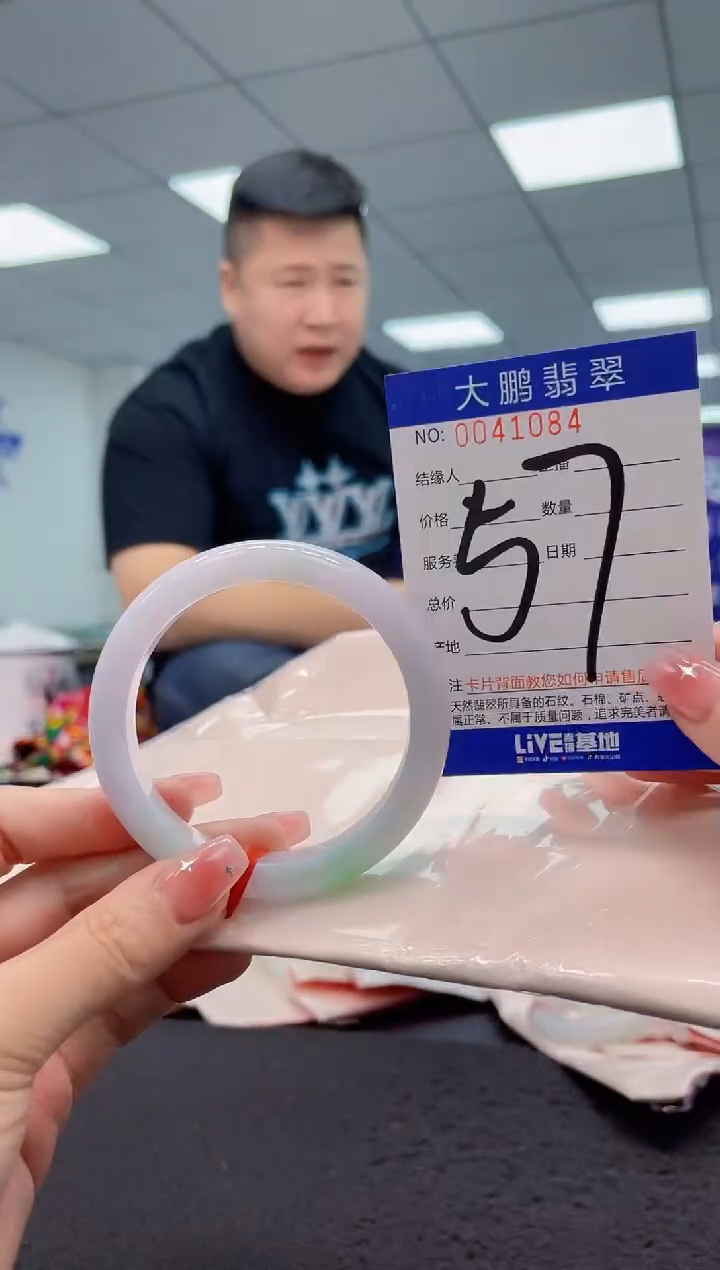 大鹏翡翠
NO: 0041084
结缘人
价格 数量
服务 日期
总价
产地
57
注 卡片背面教您如何申请售后
天然翡翠所具备的石纹、石棉、矿点、
属正常、不属于质量问题，追求完美者请
LIVE 基地